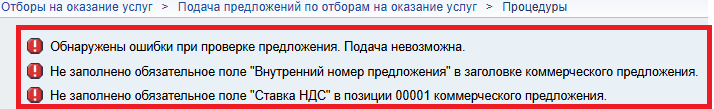 Отборы на оказание услуг > Подача предложений по отборам на оказание услуг > Процедуры
Обнаружены ошибки при проверке предложения. Подача невозможна.
Не заполнено обязательное поле "Внутренний номер предложения" в заголовке коммерческого предложения.
Не заполнено обязательное поле "Ставка НДС" в позиции 00001 коммерческого предложения.